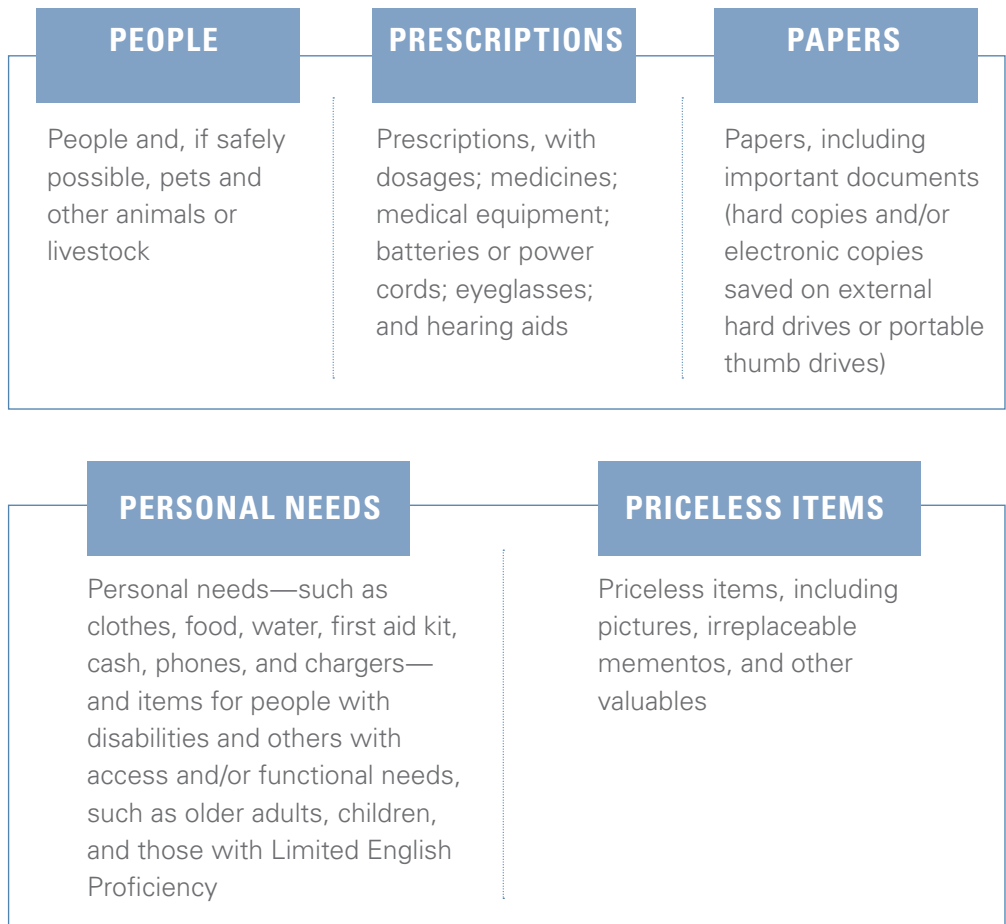 PEOPLE
People and, if safely
possible, pets and
other animals or
livestock
PRESCRIPTIONS
Prescriptions, with
dosages; medicines;
medical equipment;
batteries or power
cords; eyeglasses;
and hearing aids
PAPERS
Papers, including
important documents
(hard copies and/or
electronic copies
saved on external
hard drives or portable
thumb drives)
PERSONAL NEEDS
Personal needs—such as
clothes, food, water, first aid kit,
cash, phones, and chargers—
and items for people with
disabilities and others with
access and/or functional needs,
such as older adults, children,
and those with Limited English
Proficiency
PRICELESS ITEMS
Priceless items, including
pictures, irreplaceable
mementos, and other
valuables